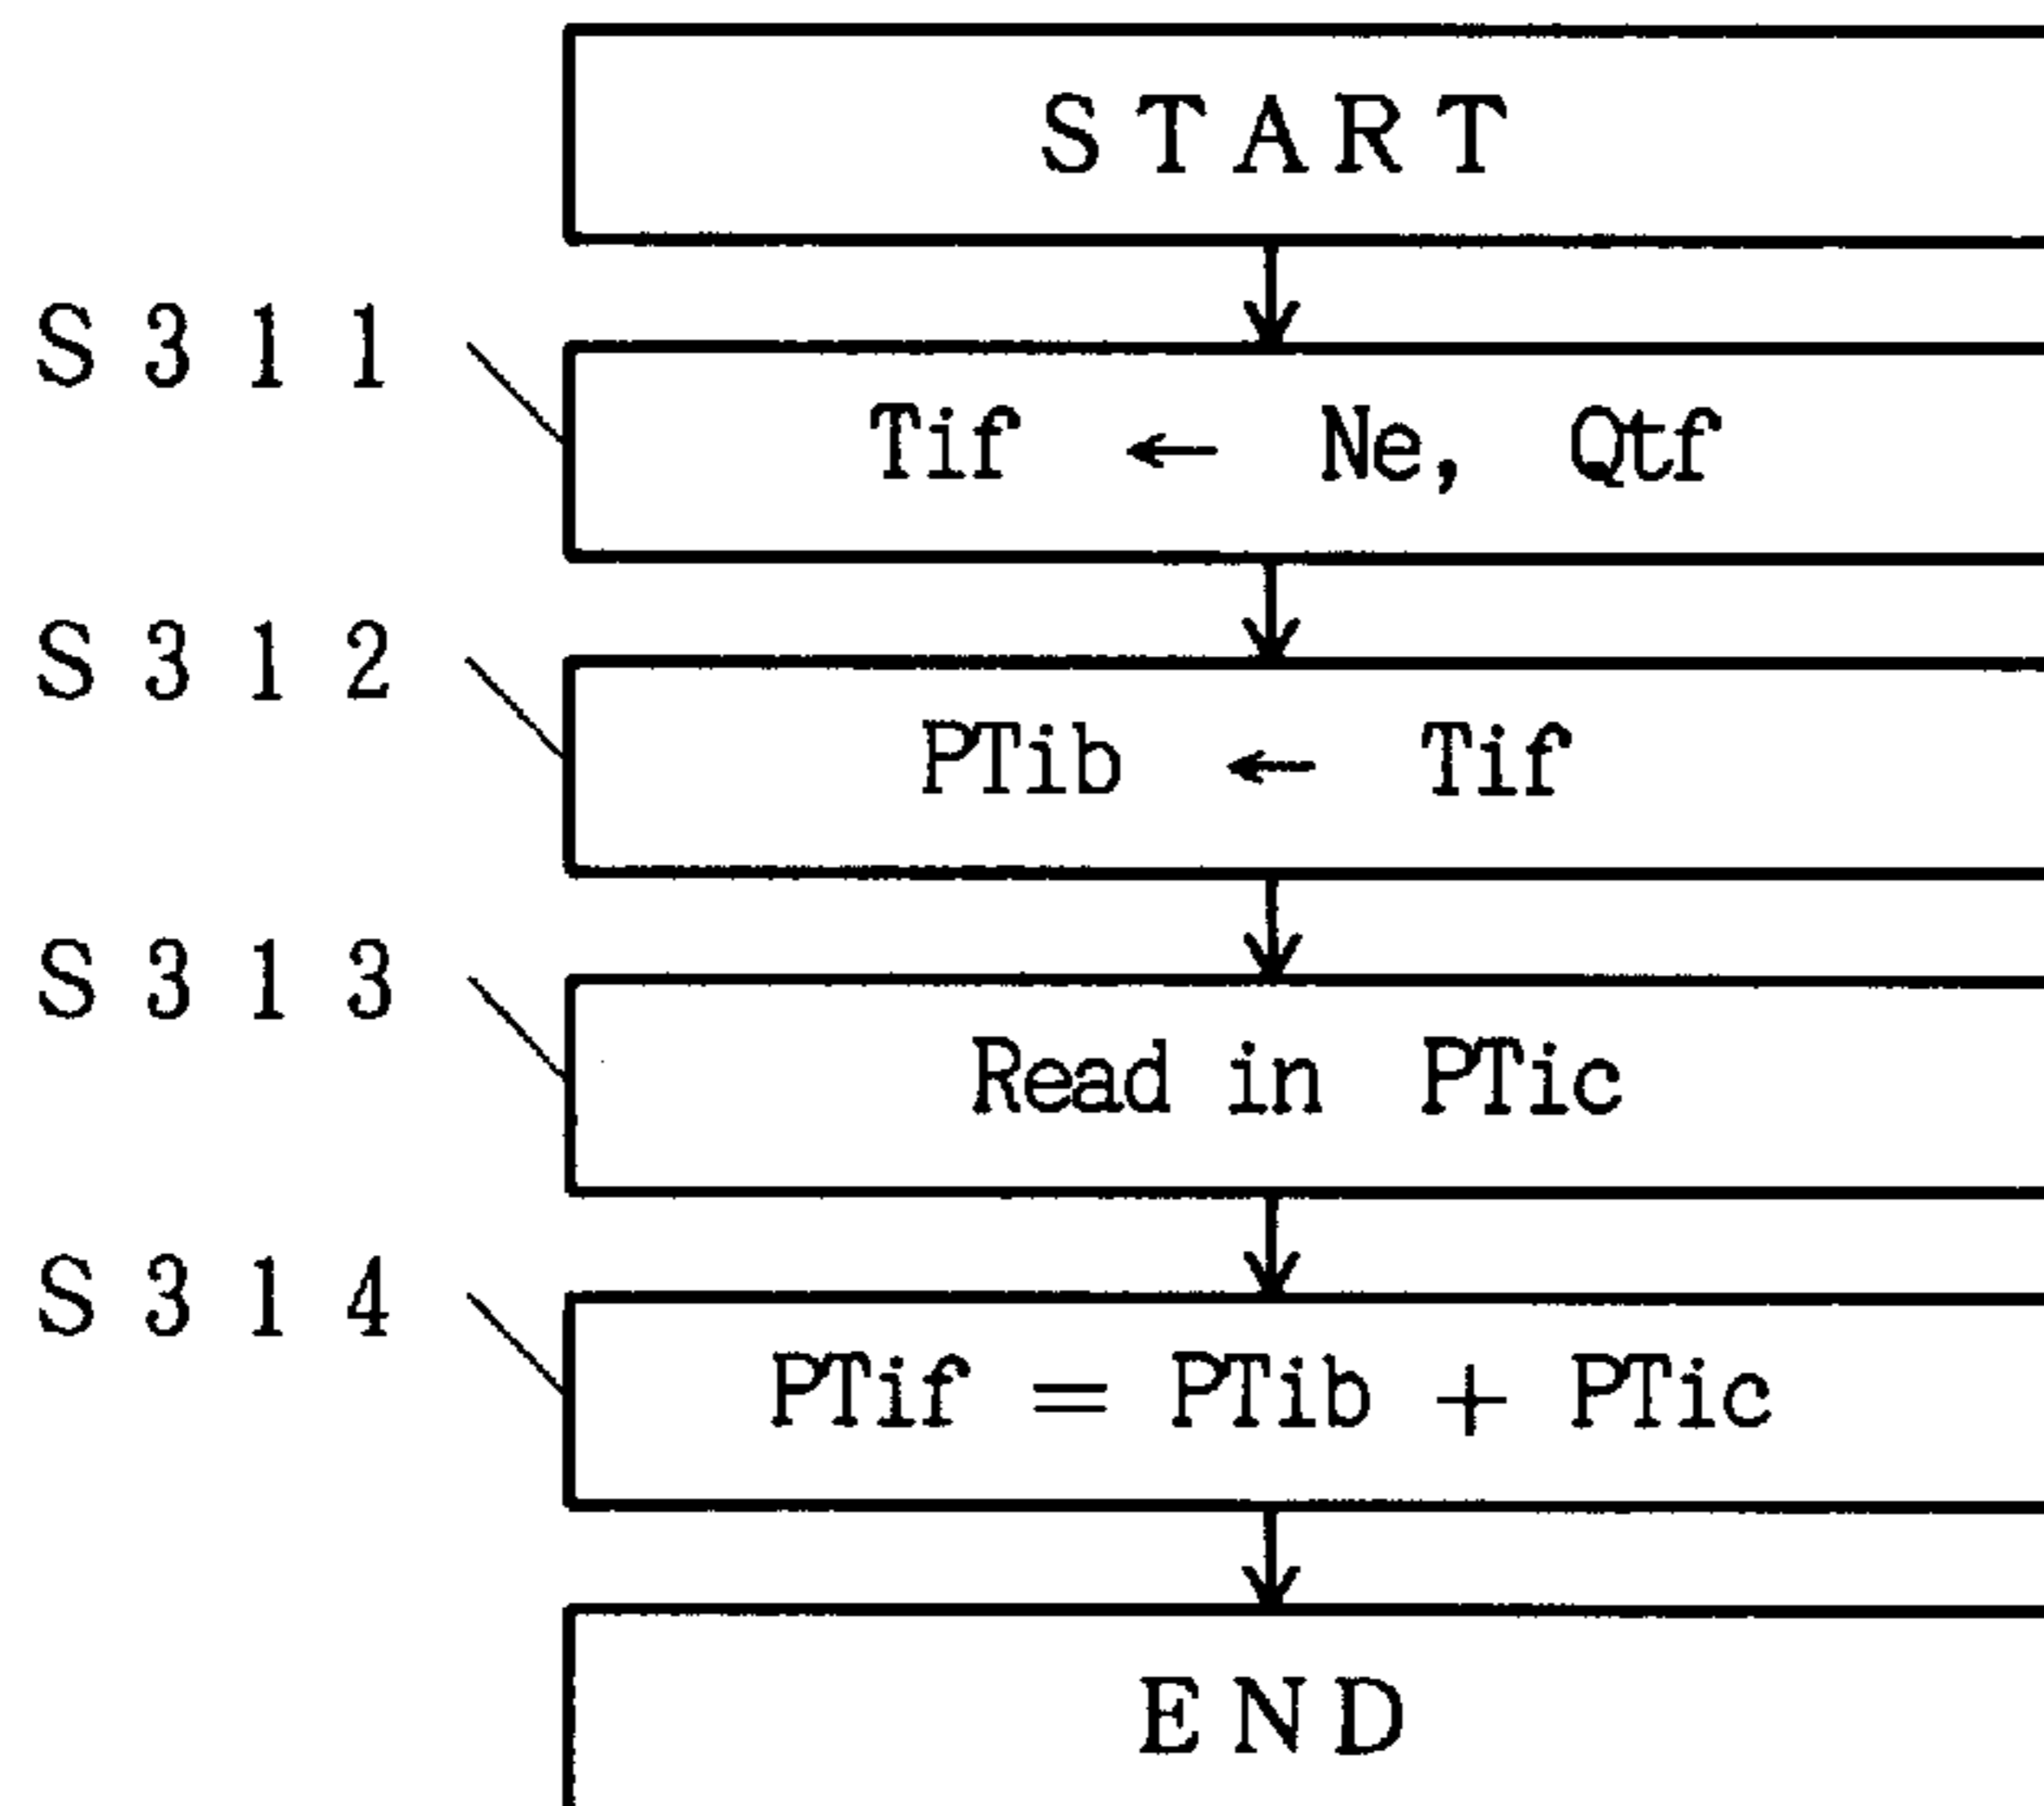 START
S311
Tif ← Ne, Qtf
S312
PTib ← Tif
S313
Read in PTic
S314
PTif = PTib + PTic
END